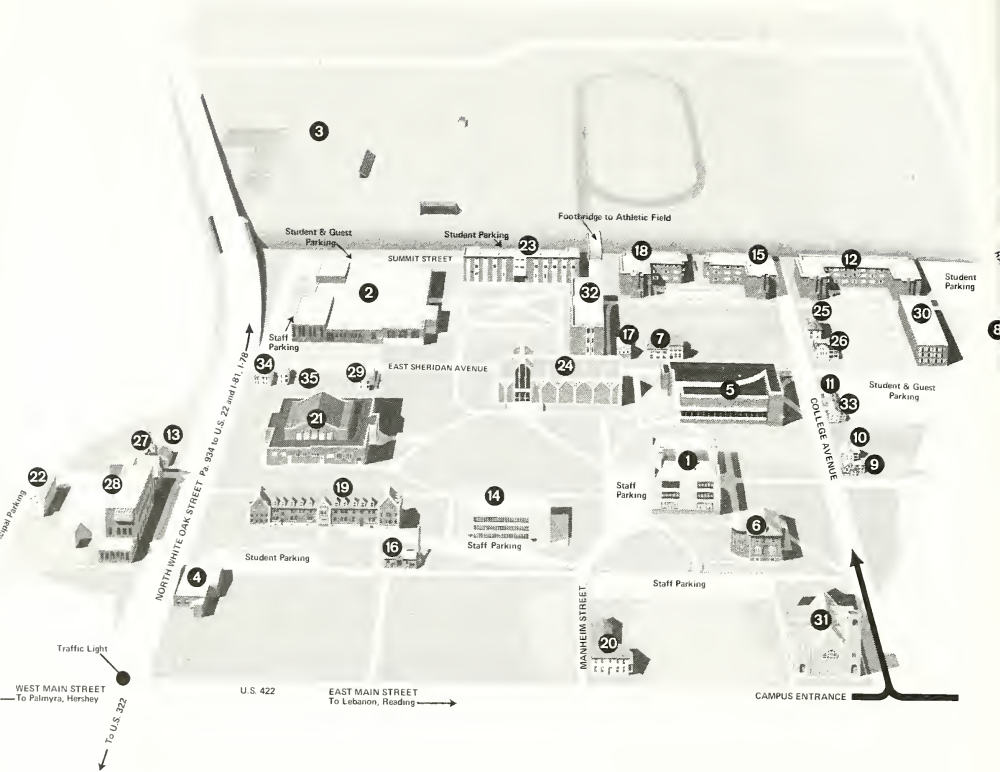 3
Footbridge to Athletic Field
Student & Guest
Parking
Student Parking
23
SUMMIT STREET
18
15
12
Student
Parking
2
32
25
30
26
8
Staff
Parking
17
7
34
35
29
EAST SHERIDAN AVENUE
24
5
11
33
Student & Guest
Parking
21
NORTH WHITE OAK STREET Pa. 934 to U.S. 22 and I-81, I-78
COLLEGE AVENUE
27
13
10
9
22
28
1
Staff
Parking
19
14
Parking
6
Staff Parking
16
Student Parking
4
Staff Parking
MANHEIM STREET
31
20
Traffic Light
WEST MAIN STREET
To Palmyra, Hershey
U.S. 422
EAST MAIN STREET
To Lebanon, Reading
CAMPUS ENTRANCE
To U.S. 322